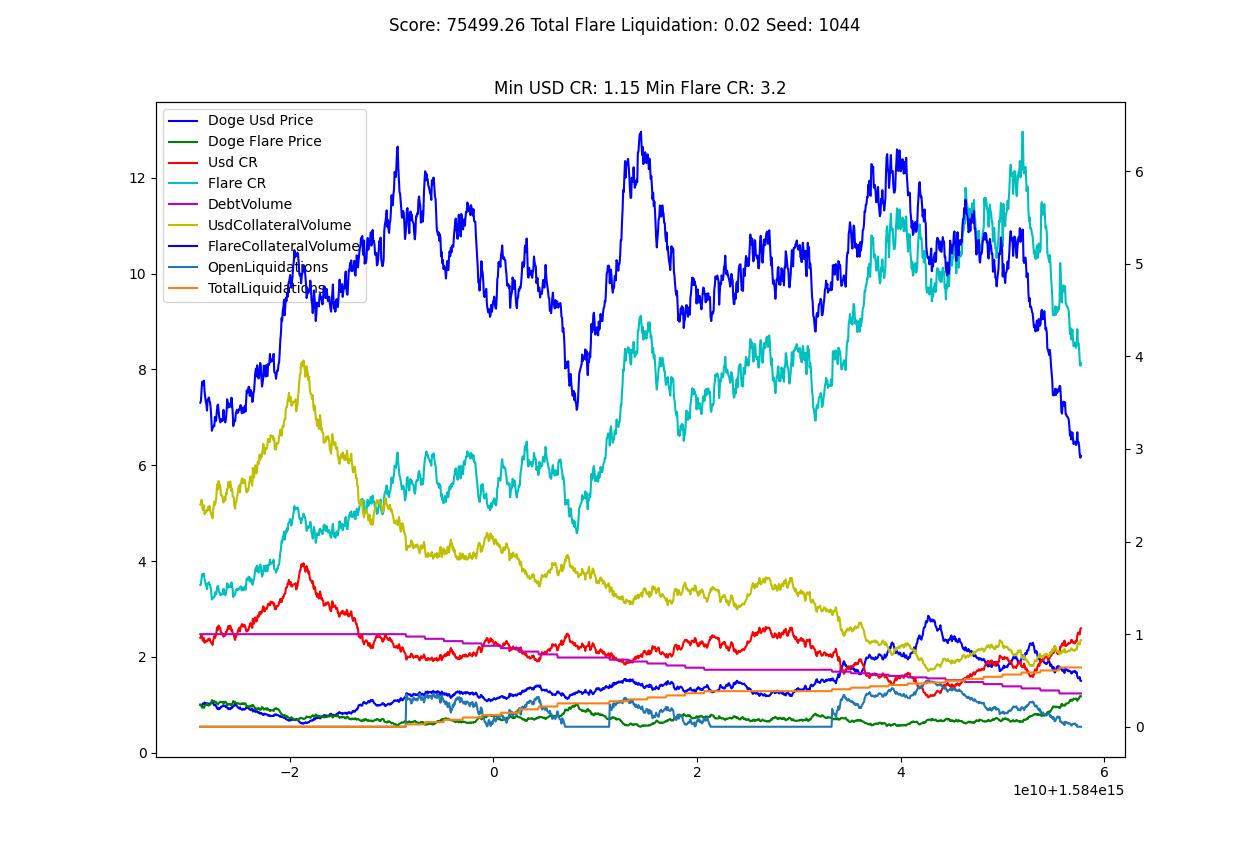 Score: 75499.26 Total Flare Liquidation: 0.02 Seed: 1044
Min USD CR: 1.15 Min Flare CR: 3.2
Doge Usd Price
Doge Flare Price
Usd CR
Flare CR
DebtVolume
UsdCollateralVolume
FlareCollateralVolume
OpenLiquidations
TotalLiquidations
12
10
8
6
4
2
0
6
5
4
3
2
1
0
−2
0
2
4
6
1e10+1.584e15